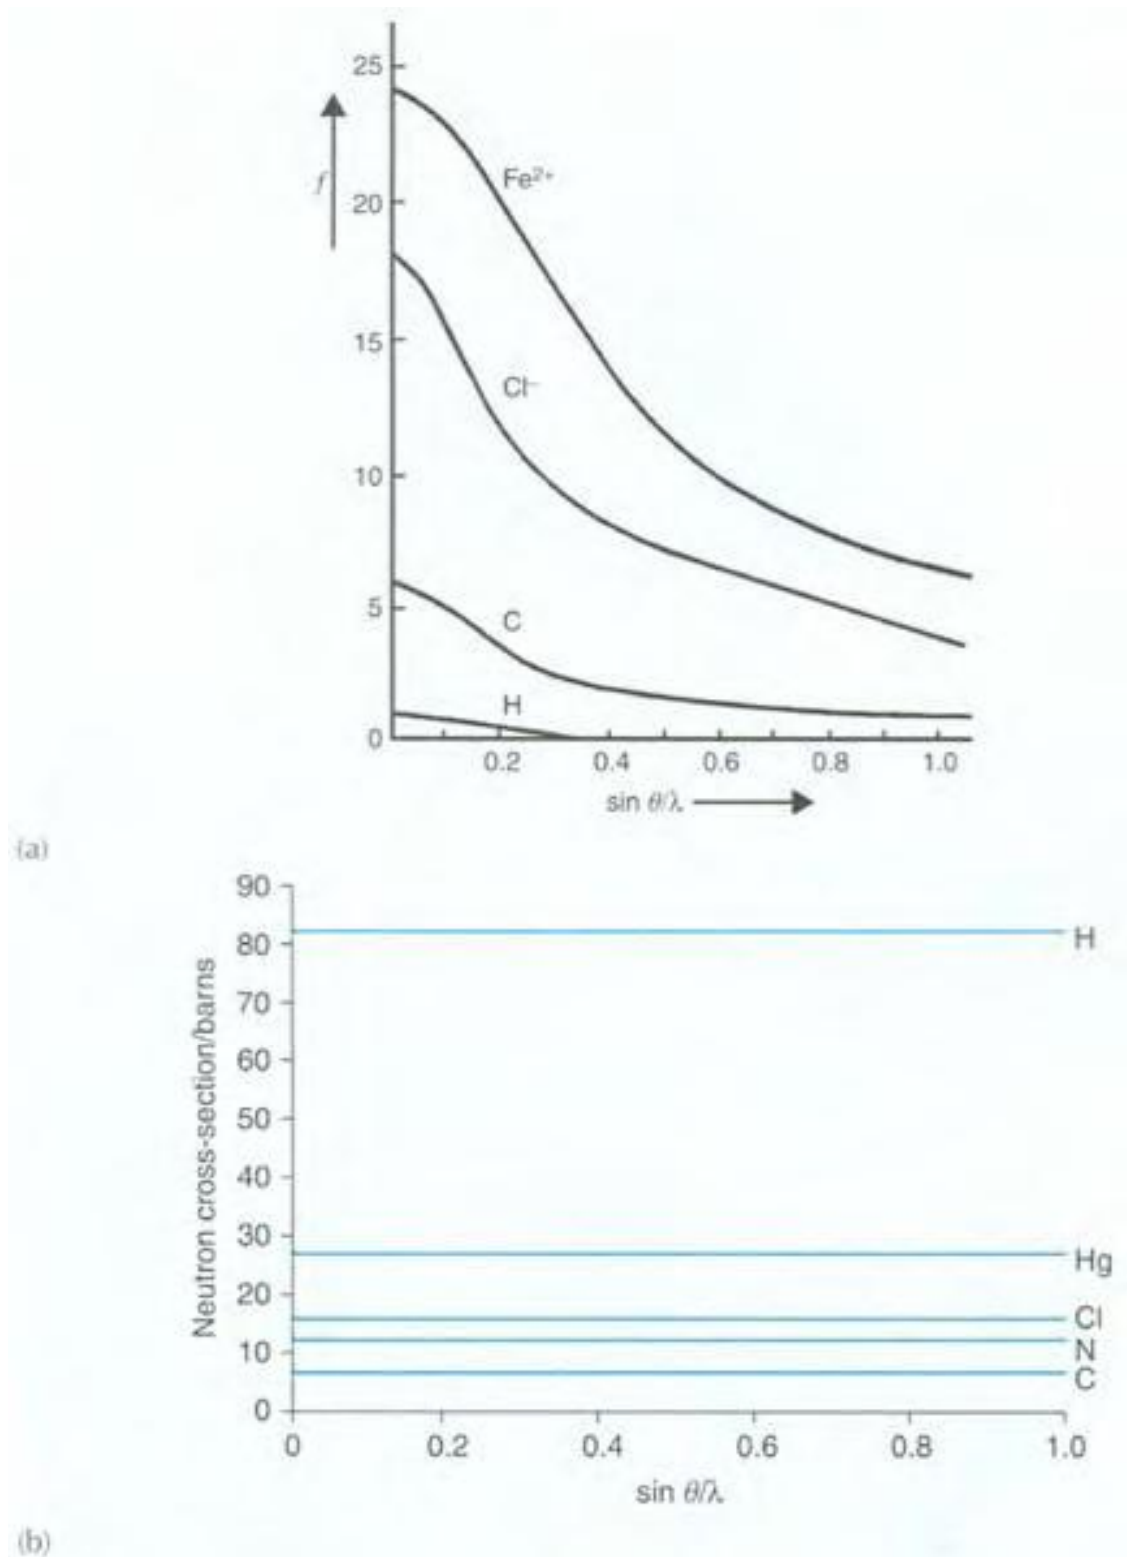 25
Fe²⁺
f
20
15
Cl⁻
10
C
5
H
0
0.2 0.4 0.6 0.8 1.0
sin θ/λ
(a)
90
H
80
70
60
50
40
30
Hg
20
Cl
N
10
C
0
0 0.2 0.4 0.6 0.8 1.0
Neutron cross-section/barns
sin θ/λ
(b)